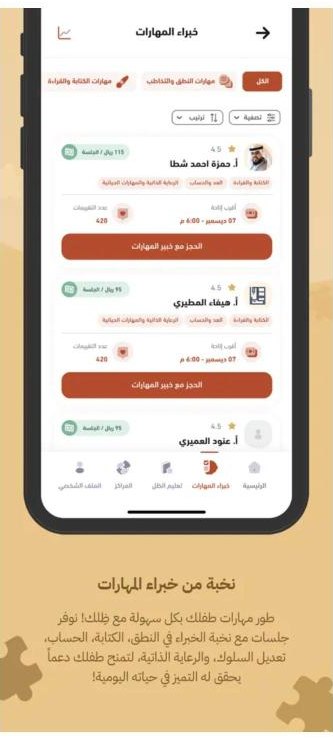 خبراء المهارات
الكل
مهارات النطق والتخاطب
مهارات الكتابة والقراءة
تصفية
ترتيب
4.5
115 ريال / الجلسة
أ. حمزة احمد شطا
الكتابة والقراءة
العد والحساب
الرعاية الذاتية والمهارات الحياتية
أقرب إتاحة
عدد التقييمات
07 ديسمبر - 6:00 م
420
الحجز مع خبير المهارات
4.5
95 ريال / الجلسة
أ. هيفاء المطيري
الكتابة والقراءة
العد والحساب
الرعاية الذاتية والمهارات الحياتية
أقرب إتاحة
عدد التقييمات
07 ديسمبر - 6:00 م
420
الحجز مع خبير المهارات
4.5
95 ريال / الجلسة
أ. عنود العميري
الرئيسية
خبراء المهارات
تعليم الظل
المراكز
الملف الشخصي
نخبة من خبراء المهارات
طور مهارات طفلك بكل سهولة مع ظِلك! نوفر
جلسات مع نخبة الخبراء في النطق، الكتابة، الحساب،
تعديل السلوك، والرعاية الذاتية، لتمنح طفلك دعماً
يحقق له التميز في حياته اليومية!